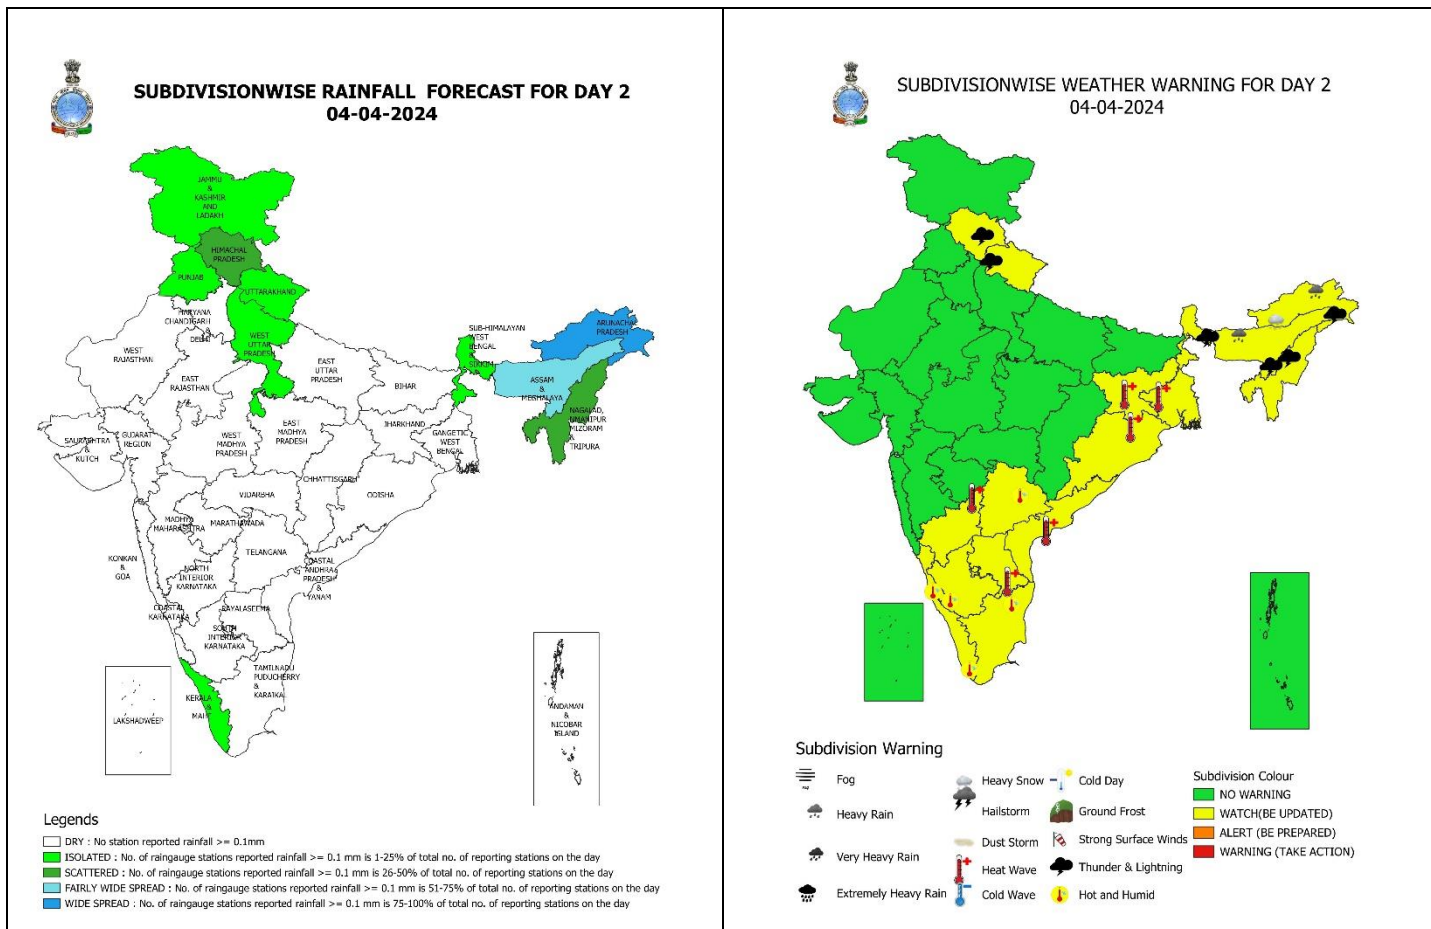 SUBDIVISIONWISE RAINFALL FORECAST FOR DAY 2
04-04-2024
JAMMU
&
KASHMIR
AND
LADAKH
HIMACHAL
PRADESH
PUNJAB
UTTARAKHAND
HARYANA
CHANDIGARH
&
DELHI
WEST
UTTAR
PRADESH
WEST
RAJASTHAN
EAST
RAJASTHAN
EAST
UTTAR
PRADESH
BIHAR
SUB-HIMALAYAN
WEST
BENGAL
&
SIKKIM
ARUNACHAL
PRADESH
ASSAM
&
MEGHALAYA
NAGALAD,
MANIPUR
MIZORAM
&
TRIPURA
SAURASHTRA
&
KUTCH
GUJARAT
REGION
WEST
MADHYA
PRADESH
EAST
MADHYA
PRADESH
JHARKHAND
GANGETIC
WEST
BENGAL
CHHATTISGARH
ODISHA
VIDARBHA
MADHYA
MAHARASHTRA
MARATHAWADA
TELANGANA
KONKAN
&
GOA
NORTH
INTERIOR
KARNATAKA
COASTAL
ANDHRA
PRADESH
&
YANAM
COASTAL
KARNATAKA
RAYALASEEMA
SOUTH
INTERIOR
KARNATAKA
TAMILNADU
PUDUCHERRY
&
KARAIKAL
KERALA
&
MAHE
LAKSHADWEEP
ANDAMAN
&
NICOBAR
ISLAND
Legends
DRY : No station reported rainfall >= 0.1mm
ISOLATED : No. of raingauge stations reported rainfall >= 0.1 mm is 1-25% of total no. of reporting stations on the day
SCATTERED : No. of raingauge stations reported rainfall >= 0.1 mm is 26-50% of total no. of reporting stations on the day
FAIRLY WIDE SPREAD : No. of raingauge stations reported rainfall >= 0.1 mm is 51-75% of total no. of reporting stations on the day
WIDE SPREAD : No. of raingauge stations reported rainfall >= 0.1 mm is 75-100% of total no. of reporting stations on the day
SUBDIVISIONWISE WEATHER WARNING FOR DAY 2
04-04-2024
Subdivision Warning
Fog
Heavy Rain
Very Heavy Rain
Extremely Heavy Rain
Heavy Snow
Hailstorm
Dust Storm
Heat Wave
Cold Wave
Cold Day
Ground Frost
Strong Surface Winds
Thunder & Lightning
Hot and Humid
Subdivision Colour
NO WARNING
WATCH(BE UPDATED)
ALERT (BE PREPARED)
WARNING (TAKE ACTION)